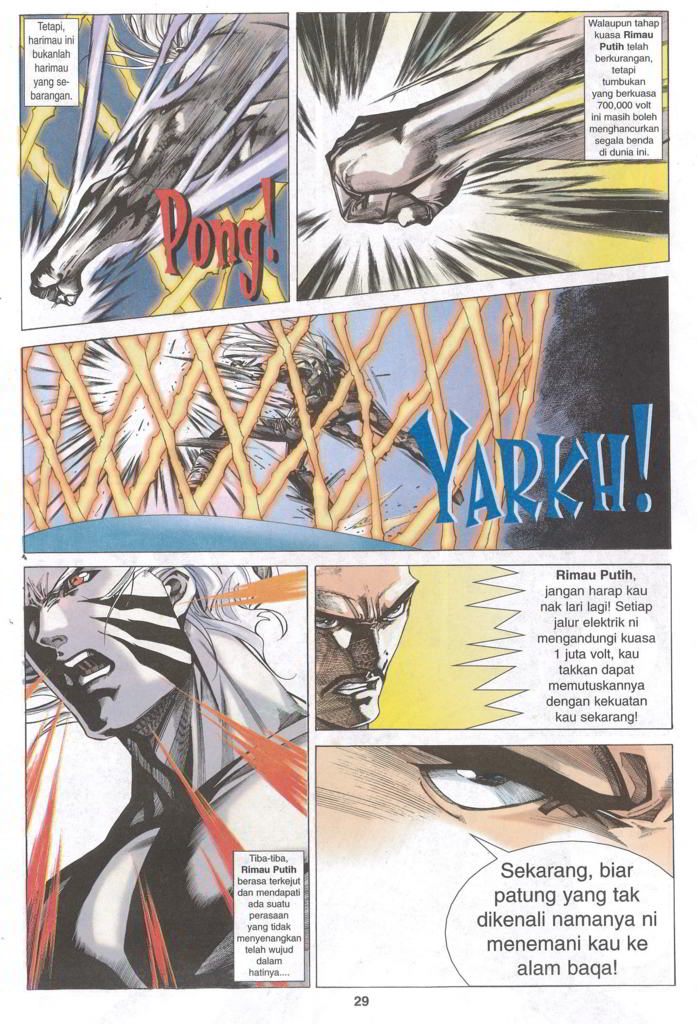 Tetapi,
harimau ini
bukanlah
harimau
yang se-
barangan.
Pong!
Walaupun tahap
kuasa Rimau
Putih telah
berkurangan,
tetapi
tumbukan
yang berkuasa
700,000 volt
ini masih boleh
menghancurkan
segala benda
di dunia ini.
YARKH!
Tiba-tiba,
Rimau Putih
berasa terkejut
dan mendapati
ada suatu
perasaan
yang tidak
menyenangkan
telah wujud
dalam
hatinya....
Rimau Putih,
jangan harap kau
nak lari lagi! Setiap
jalur elektrik ni
mengandungi kuasa
1 juta volt, kau
takkan dapat
memutuskannya
dengan kekuatan
kau sekarang!
Sekarang, biar
patung yang tak
dikenali namanya ni
menemani kau ke
alam baqa!
29